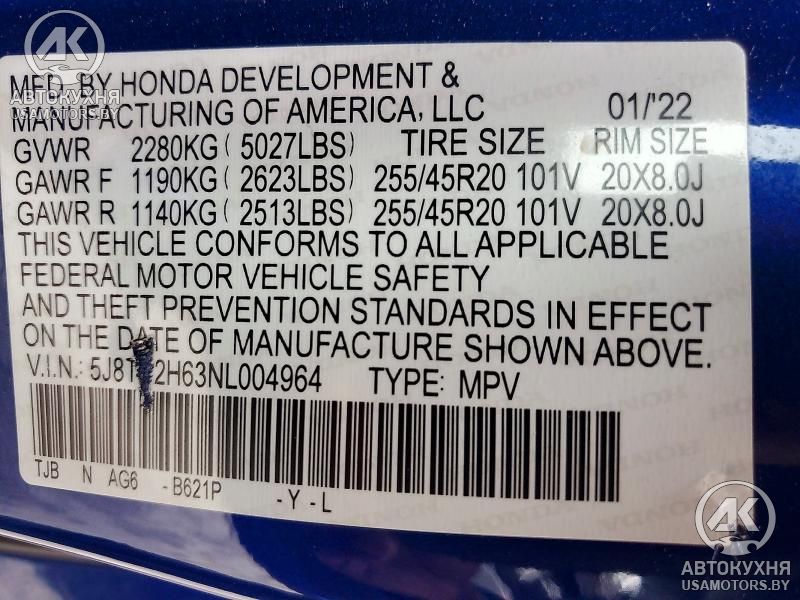 MFD. BY HONDA DEVELOPMENT &
MANUFACTURING OF AMERICA, LLC 01/'22
GVWR 2280KG ( 5027LBS) TIRE SIZE RIM SIZE
GAWR F 1190KG ( 2623LBS) 255/45R20 101V 20X8.0J
GAWR R 1140KG ( 2513LBS) 255/45R20 101V 20X8.0J
THIS VEHICLE CONFORMS TO ALL APPLICABLE
FEDERAL MOTOR VEHICLE SAFETY
AND THEFT PREVENTION STANDARDS IN EFFECT
ON THE DATE OF MANUFACTURE SHOWN ABOVE.
V.I.N.: TYPE: MPV
TJB N AG6 -B621P -Y-L
AK
АВТОКУХНЯ
USAMOTORS.BY
AK
АВТОКУХНЯ
USAMOTORS.BY